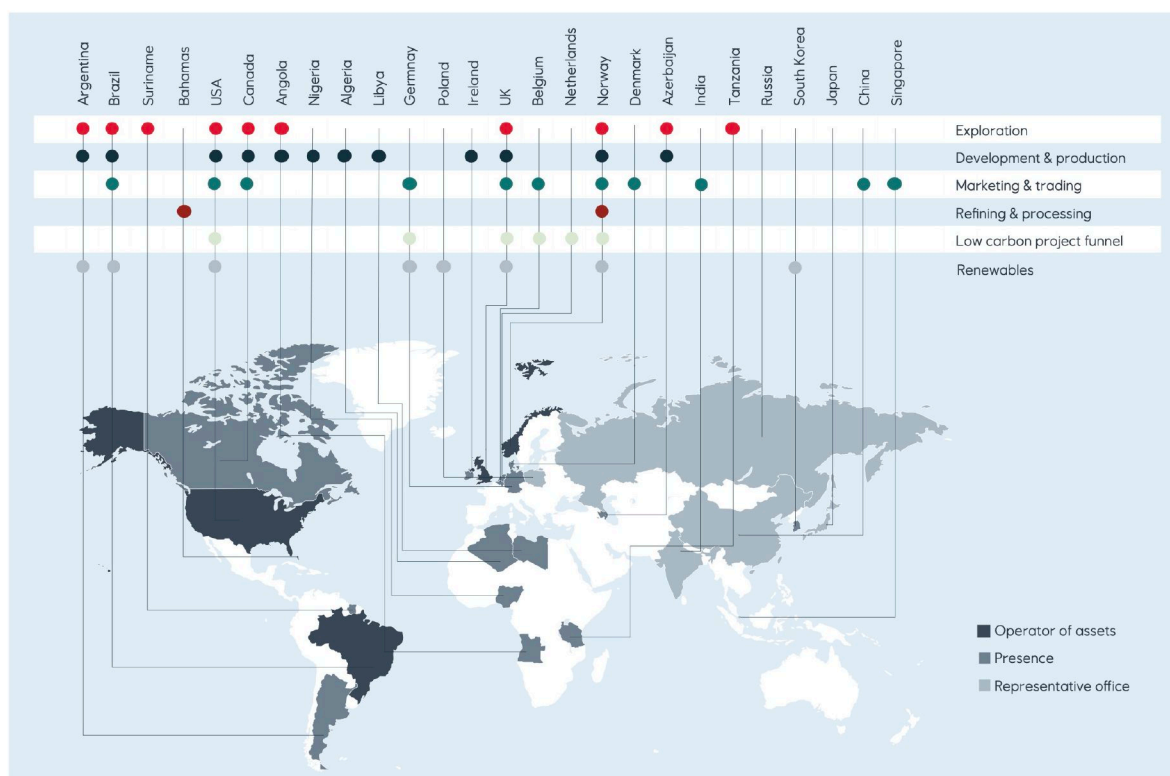 Argentina
Brazil
Suriname
Bahamas
USA
Canada
Angola
Nigeria
Algeria
Libya
Germnay
Poland
Ireland
UK
Belgium
Netherlands
Norway
Denmark
Azerbaijan
India
Tanzania
Russia
South Korea
Japan
China
Singapore
Exploration
Development & production
Marketing & trading
Refining & processing
Low carbon project funnel
Renewables
Operator of assets
Presence
Representative office